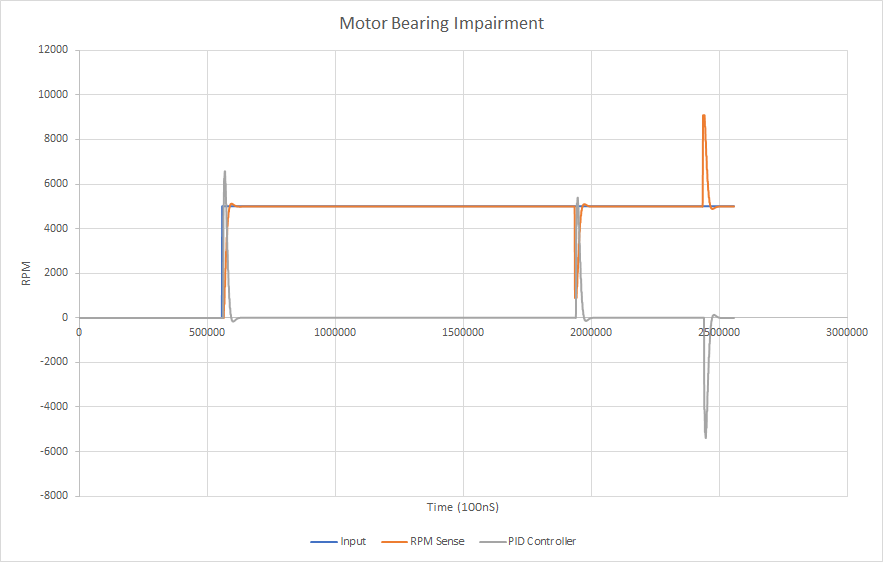 Motor Bearing Impairment
12000
10000
8000
6000
4000
2000
0
-2000
-4000
-6000
-8000
RPM
0 500000 1000000 1500000 2000000 2500000 3000000
Time (100nS)
Input RPM Sense PID Controller